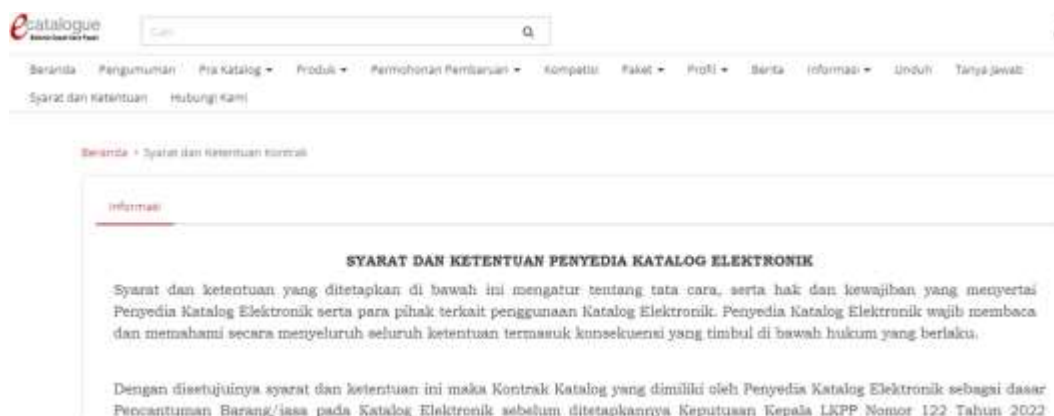 ecatalogue
Cari
Beranda Pengumuman Pra Katalog Produk Permohonan Pembaruan Kompetisi Paket Profil Berita Informasi Unduh Tanya Jawab
Syarat dan Ketentuan Hubungi Kami
Beranda > Syarat dan Ketentuan Kontrak
Informasi
SYARAT DAN KETENTUAN PENYEDIA KATALOG ELEKTRONIK
Syarat dan ketentuan yang ditetapkan di bawah ini mengatur tentang tata cara, serta hak dan kewajiban yang menyertai
Penyedia Katalog Elektronik serta para pihak terkait penggunaan Katalog Elektronik. Penyedia Katalog Elektronik wajib membaca
dan memahami secara menyeluruh seluruh ketentuan termasuk konsekuensi yang timbul di bawah hukum yang berlaku.
Dengan disetujuinya syarat dan ketentuan ini maka Kontrak Katalog yang dimiliki oleh Penyedia Katalog Elektronik sebagai dasar
Pencantuman Barang/jasa pada Katalog Elektronik sebelum ditetapkannya Keputusan Kepala LKPP Nomor 122 Tahun 2022